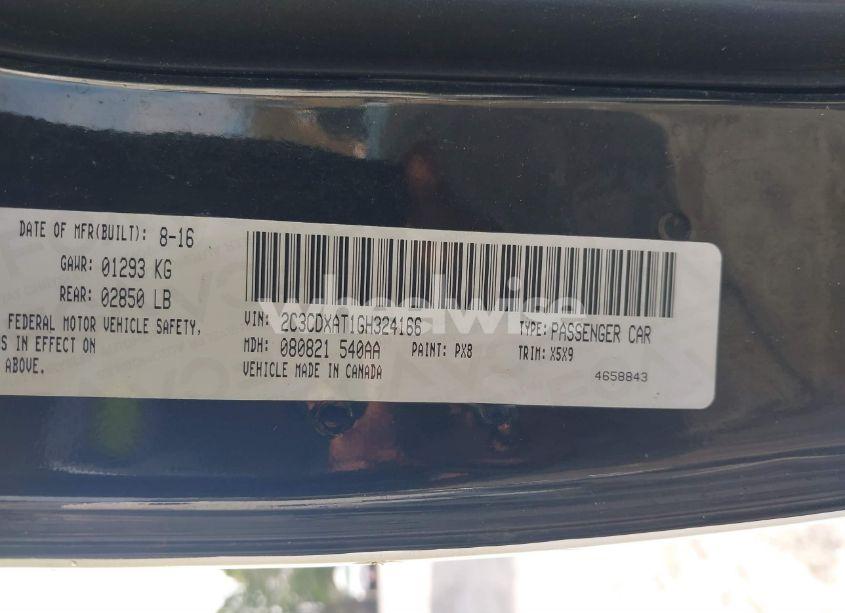 DATE OF MFR(BUILT): 8-16
GAWR: 01293 KG
REAR: 02850 LB
FEDERAL MOTOR VEHICLE SAFETY,
S IN EFFECT ON
ABOVE.
VIN: 2C3CDXAT1GH324166 TYPE: PASSENGER CAR
MDH: 080821 540AA PAINT: PX8 TRIM: X5X9
VEHICLE MADE IN CANADA
4658843
wheelwise